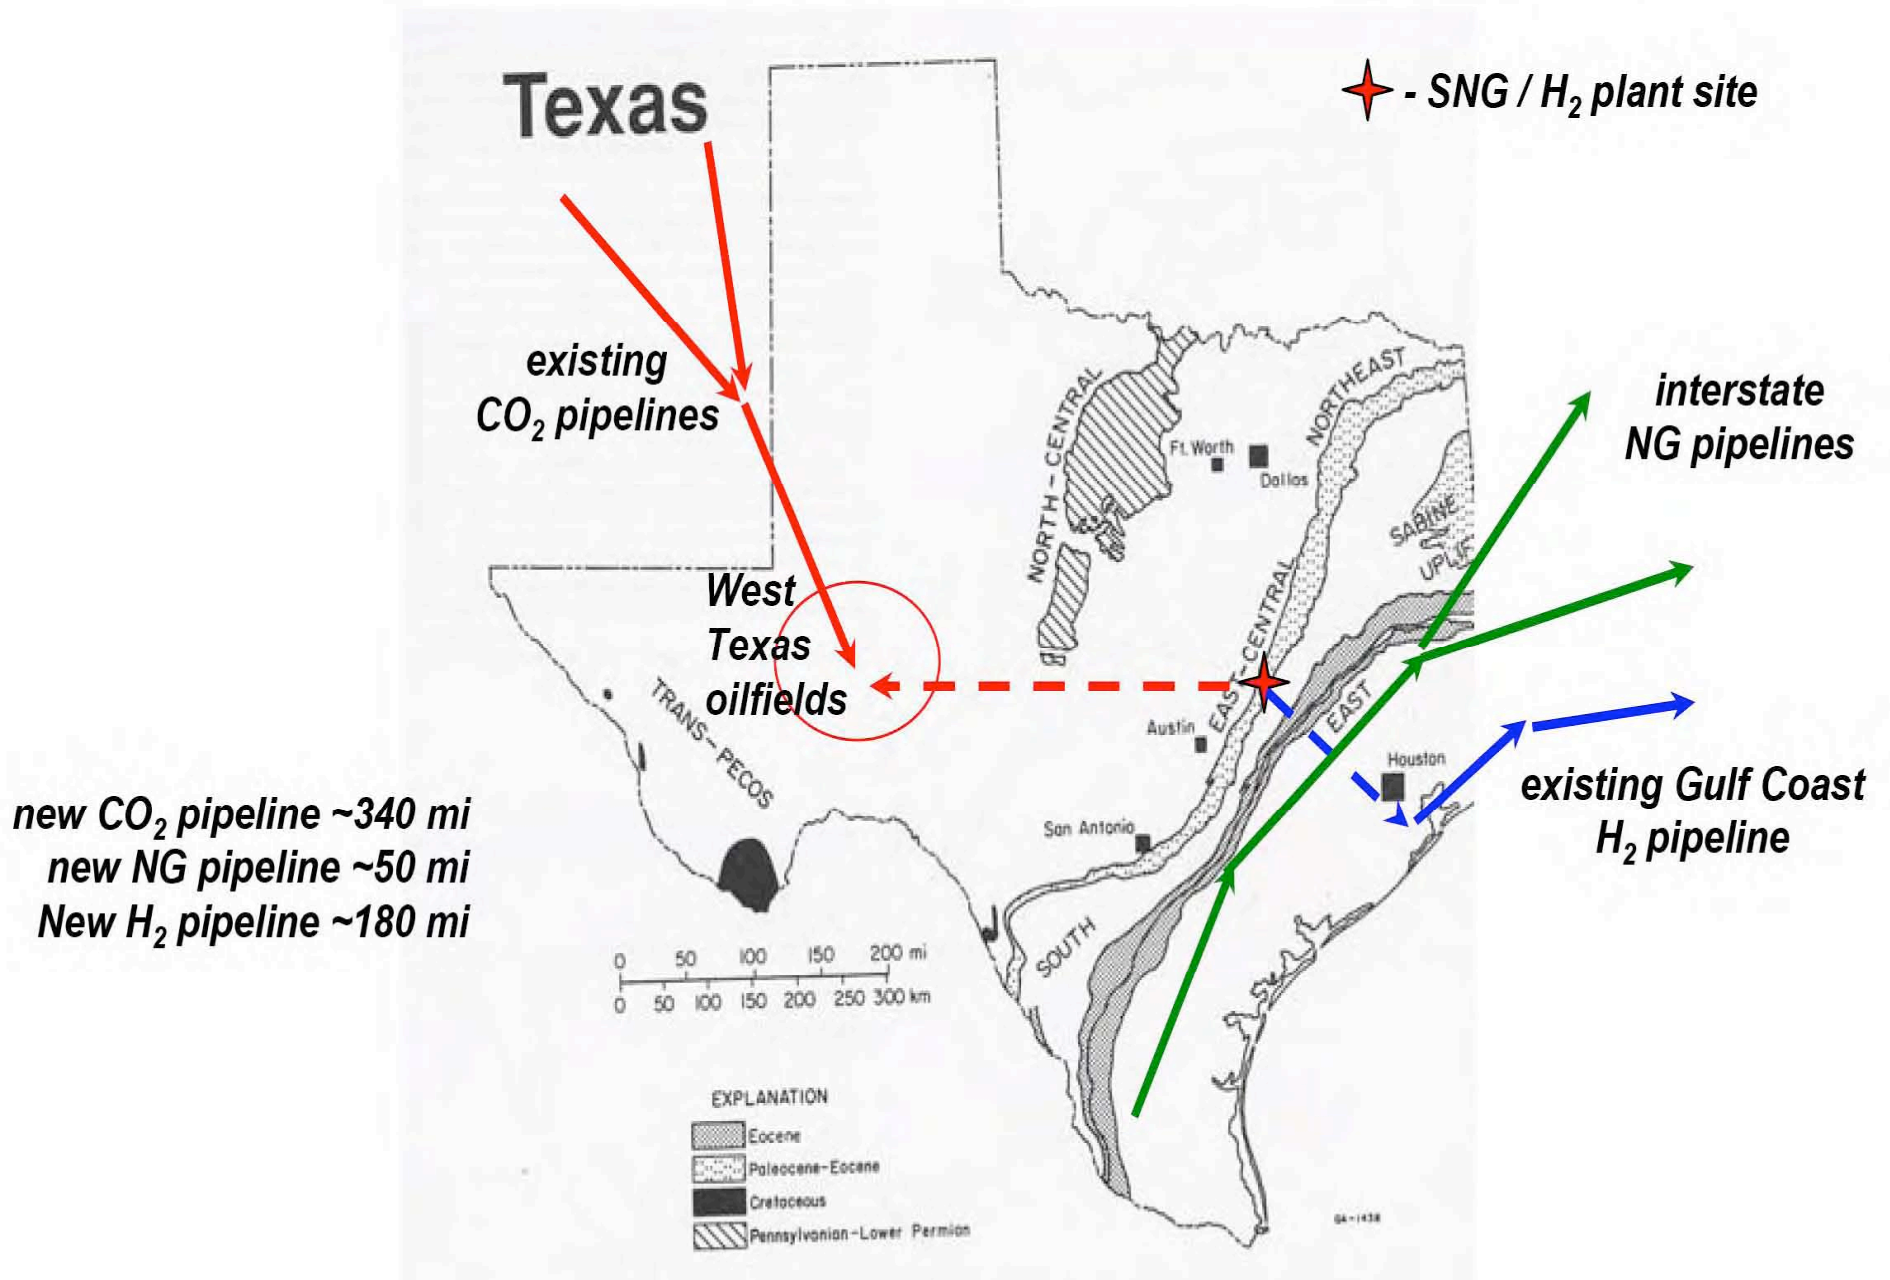 Texas
- SNG / H2 plant site
existing
CO2 pipelines
interstate
NG pipelines
NORTH-CENTRAL
NORTHEAST
Ft. Worth
Dallas
SABINE
UPLIF
West
Texas
oilfields
EAST-CENTRAL
EAST
TRANS-PECOS
Austin
Houston
San Antonio
SOUTH
existing Gulf Coast
H2 pipeline
new CO2 pipeline ~340 mi
new NG pipeline ~50 mi
New H2 pipeline ~180 mi
0 50 100 150 200 mi
0 50 100 150 200 250 300 km
EXPLANATION
Eocene
Paleocene-Eocene
Cretaceous
Pennsylvanian-Lower Permian
GA-1438